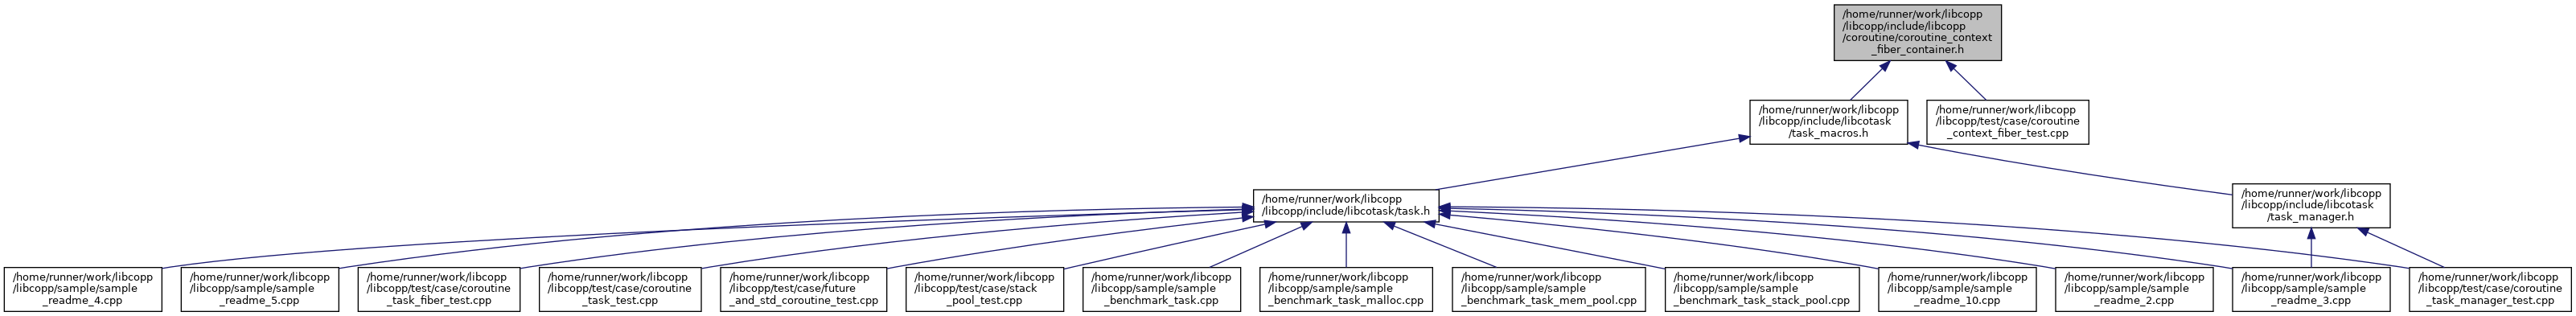 /home/runner/work/libcopp
/libcopp/include/libcopp
/coroutine/coroutine_context
_fiber_container.h
/home/runner/work/libcopp
/libcopp/include/libcotask
/task_macros.h
/home/runner/work/libcopp
/libcopp/test/case/coroutine
_context_fiber_test.cpp
/home/runner/work/libcopp
/libcopp/include/libcotask/task.h
/home/runner/work/libcopp
/libcopp/include/libcotask
/task_manager.h
/home/runner/work/libcopp
/libcopp/sample/sample
_readme_4.cpp
/home/runner/work/libcopp
/libcopp/sample/sample
_readme_5.cpp
/home/runner/work/libcopp
/libcopp/test/case/coroutine
_task_fiber_test.cpp
/home/runner/work/libcopp
/libcopp/test/case/coroutine
_task_test.cpp
/home/runner/work/libcopp
/libcopp/test/case/future
_and_std_coroutine_test.cpp
/home/runner/work/libcopp
/libcopp/test/case/stack
_pool_test.cpp
/home/runner/work/libcopp
/libcopp/sample/sample
_benchmark_task.cpp
/home/runner/work/libcopp
/libcopp/sample/sample
_benchmark_task_malloc.cpp
/home/runner/work/libcopp
/libcopp/sample/sample
_benchmark_task_mem_pool.cpp
/home/runner/work/libcopp
/libcopp/sample/sample
_benchmark_task_stack_pool.cpp
/home/runner/work/libcopp
/libcopp/sample/sample
_readme_10.cpp
/home/runner/work/libcopp
/libcopp/sample/sample
_readme_2.cpp
/home/runner/work/libcopp
/libcopp/sample/sample
_readme_3.cpp
/home/runner/work/libcopp
/libcopp/test/case/coroutine
_task_manager_test.cpp